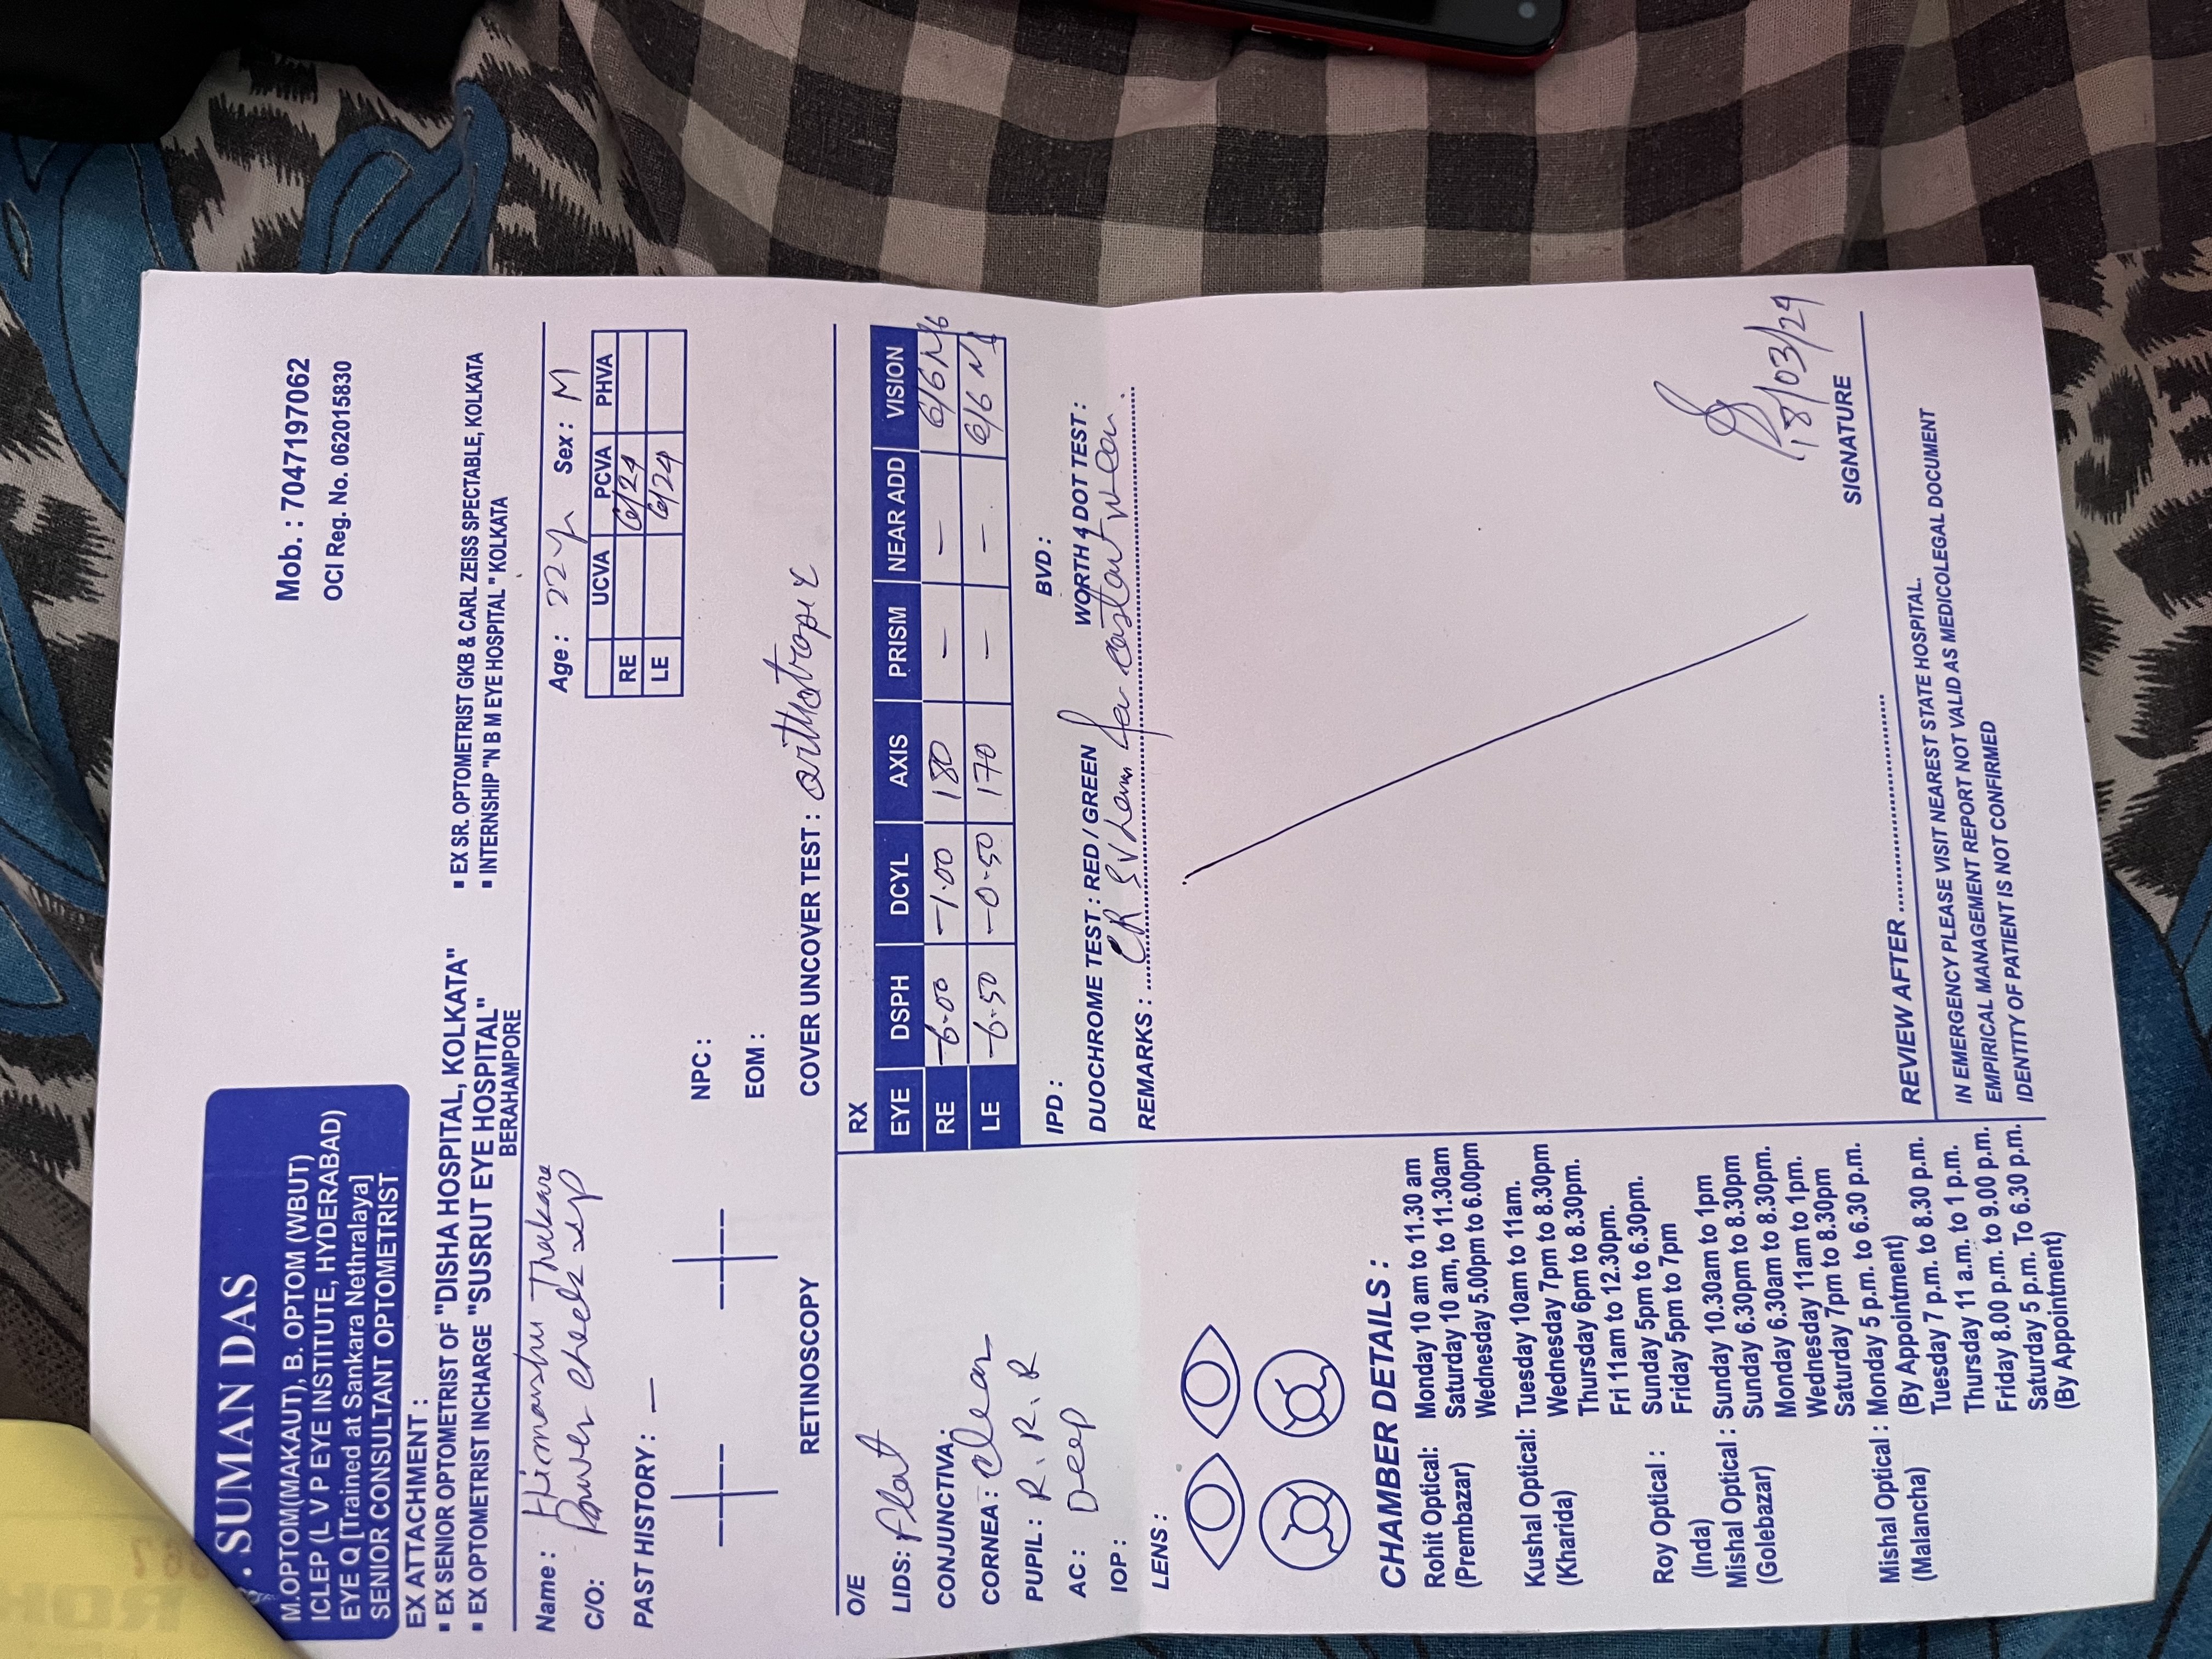 . SUMAN DAS
M.OPTOM(MAKAUT), B. OPTOM (WBUT)
ICLEP (L V P EYE INSTITUTE, HYDERABAD)
EYE Q [Trained at Sankara Nethralaya]
SENIOR CONSULTANT OPTOMETRIST
Mob. : 7047197062
OCI Reg. No. 062015830
EX ATTACHMENT :
▪ EX SENIOR OPTOMETRIST OF "DISHA HOSPITAL, KOLKATA"
▪ EX OPTOMETRIST INCHARGE "SUSRUT EYE HOSPITAL"
BERAHAMPORE
▪ EX SR. OPTOMETRIST GKB & CARL ZEISS SPECTABLE, KOLKATA
▪ INTERNSHIP "N B M EYE HOSPITAL " KOLKATA
Name : Himanshu Thakare
Age : 22 yr Sex : M
C/O: Power check up
UCVA PCVA PHVA
RE 6/24
LE 6/24
PAST HISTORY : —
NPC :
EOM :
RETINOSCOPY
COVER UNCOVER TEST : orthotropic
O/E
LIDS: flat
CONJUNCTIVA :
CORNEA : clear
PUPIL : R. R. R
AC : Deep
IOP :
LENS :
RX
EYE DSPH DCYL AXIS PRISM NEAR ADD VISION
RE -6.00 -1.00 180 — — 6/6 N6
LE -6.50 -0.50 170 — — 6/6
IPD :
BVD :
DUOCHROME TEST : RED / GREEN
WORTH 4 DOT TEST :
REMARKS : CR SV for wear.
CHAMBER DETAILS :
Rohit Optical: Monday 10 am to 11.30 am
(Prembazar) Saturday 10 am, to 11.30am
Wednesday 5.00pm to 6.00pm
Kushal Optical: Tuesday 10am to 11am.
(Kharida) Wednesday 7pm to 8.30pm
Thursday 6pm to 8.30pm.
Fri 11am to 12.30pm.
Roy Optical : Sunday 5pm to 6.30pm.
(Inda) Friday 5pm to 7pm
Mishal Optical : Sunday 10.30am to 1pm
(Golebazar) Sunday 6.30pm to 8.30pm
Monday 6.30am to 8.30pm.
Wednesday 11am to 1pm.
Saturday 7pm to 8.30pm
Mishal Optical : Monday 5 p.m. to 6.30 p.m.
(Malancha) (By Appointment)
Tuesday 7 p.m. to 8.30 p.m.
Thursday 11 a.m. to 1 p.m.
Friday 8.00 p.m. to 9.00 p.m.
Saturday 5 p.m. To 6.30 p.m.
(By Appointment)
18/03/24
SIGNATURE
REVIEW AFTER
IN EMERGENCY PLEASE VISIT NEAREST STATE HOSPITAL.
EMPIRICAL MANAGEMENT REPORT NOT VALID AS MEDICOLEGAL DOCUMENT
IDENTITY OF PATIENT IS NOT CONFIRMED